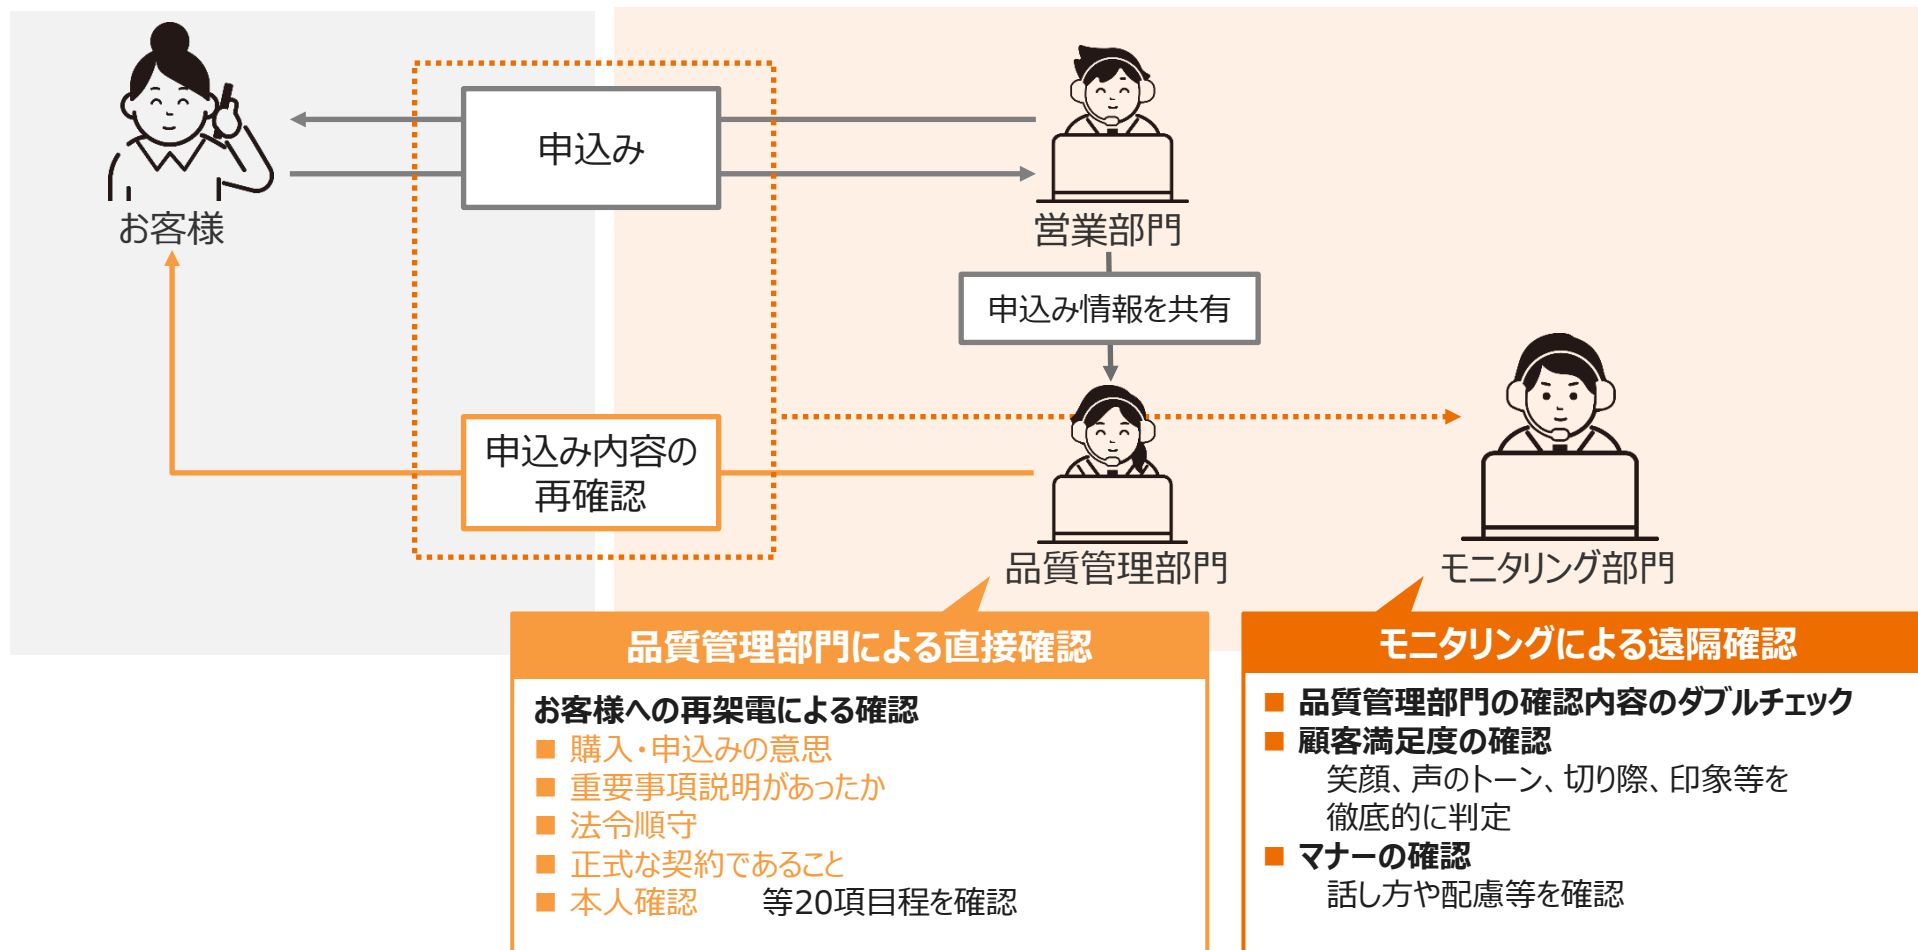 申込み
お客様
営業部門
申込み情報を共有
申込み内容の
再確認
品質管理部門
モニタリング部門
品質管理部門による直接確認
お客様への再架電による確認
■ 購入・申込みの意思
■ 重要事項説明があったか
■ 法令順守
■ 正式な契約であること
■ 本人確認 等20項目程を確認
モニタリングによる遠隔確認
■ 品質管理部門の確認内容のダブルチェック
■ 顧客満足度の確認
笑顔、声のトーン、切り際、印象等を
徹底的に判定
■ マナーの確認
話し方や配慮等を確認